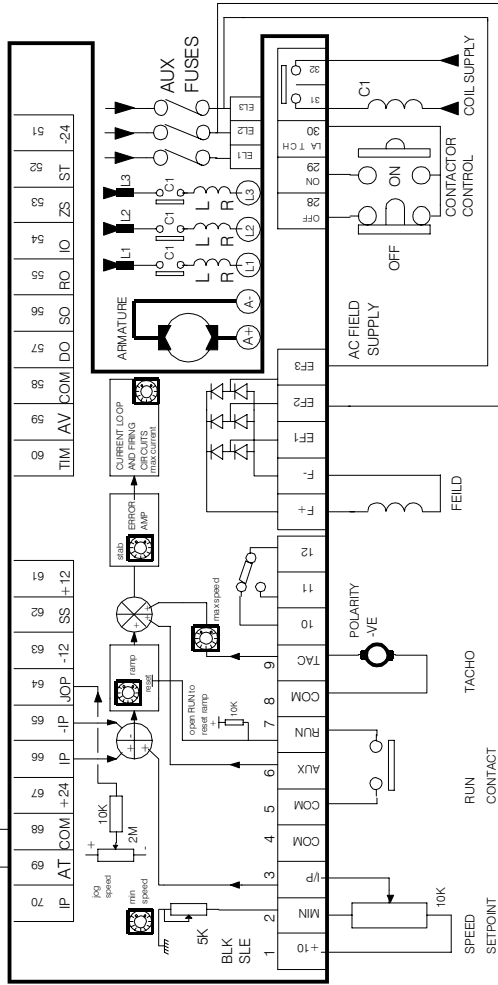 70 69 68 67 66 65 64 63 62 61 60 59 58 57 56 55 54 53 52 51
IP AT COM +24 IP -IP JOP -12 SS +12 TIM AV COM DO SO RO IO ZS ST -24
jog
speed
+
-
10K
2M
min
speed
5K
BLK
SLE
+
-
ramp
reset
open RUN to
reset ramp
+
10K
+
+
+
max speed
stab
ERROR
AMP
CURRENT LOOP
AND FIRING
CIRCUITS
max current
ARMATURE
L1 L2 L3
C1 C1 C1
L L L
R R R
A+ A- L1 L2 L3
AUX
FUSES
EL1 EL2 EL3
1 2 3 4 5 6 7 8 9 10 11 12
+10 MIN I/P COM COM AUX RUN COM TAC
F+ F- EF1 EF2 EF3
28 29 30 31 32
OFF ON LA T CH
SPEED
SETPOINT
10K
RUN
CONTACT
TACHO
POLARITY
-VE
FEILD
AC FIELD
SUPPLY
OFF
ON
CONTACTOR
CONTROL
C1
COIL SUPPLY